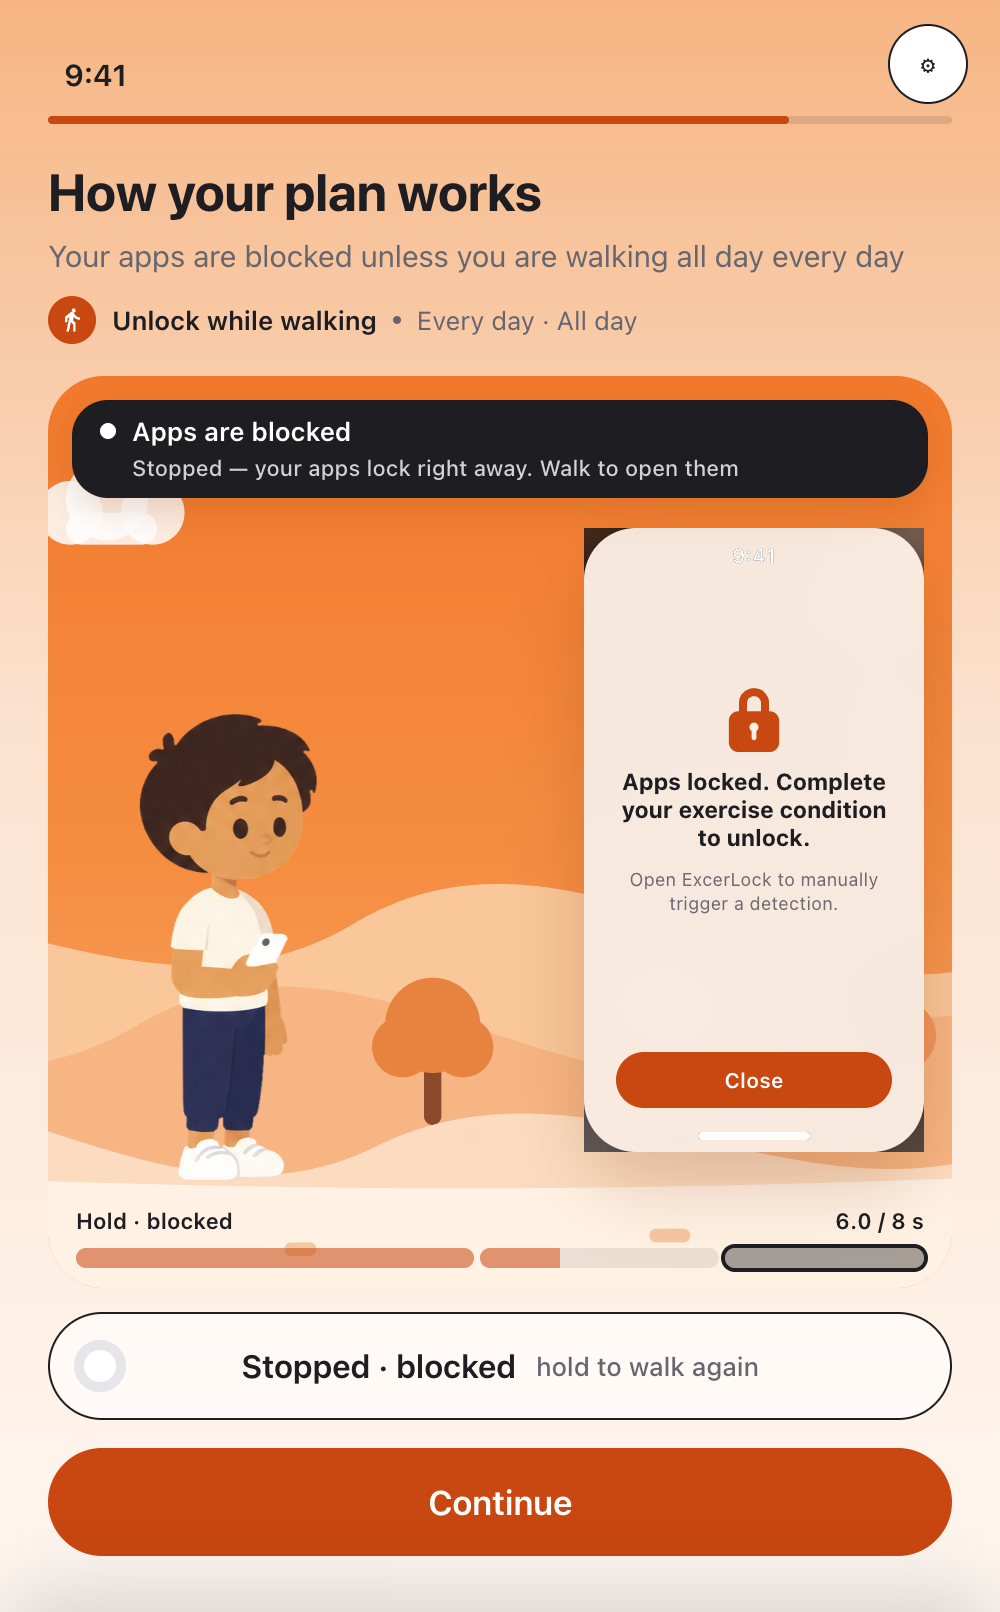 9:41
How your plan works
Your apps are blocked unless you are walking all day every day
Unlock while walking • Every day · All day
Apps are blocked
Stopped — your apps lock right away. Walk to open them
9:41
Apps locked. Complete
your exercise condition
to unlock.
Open ExcerLock to manually
trigger a detection.
Close
Hold · blocked
6.0 / 8 s
Stopped · blocked hold to walk again
Continue